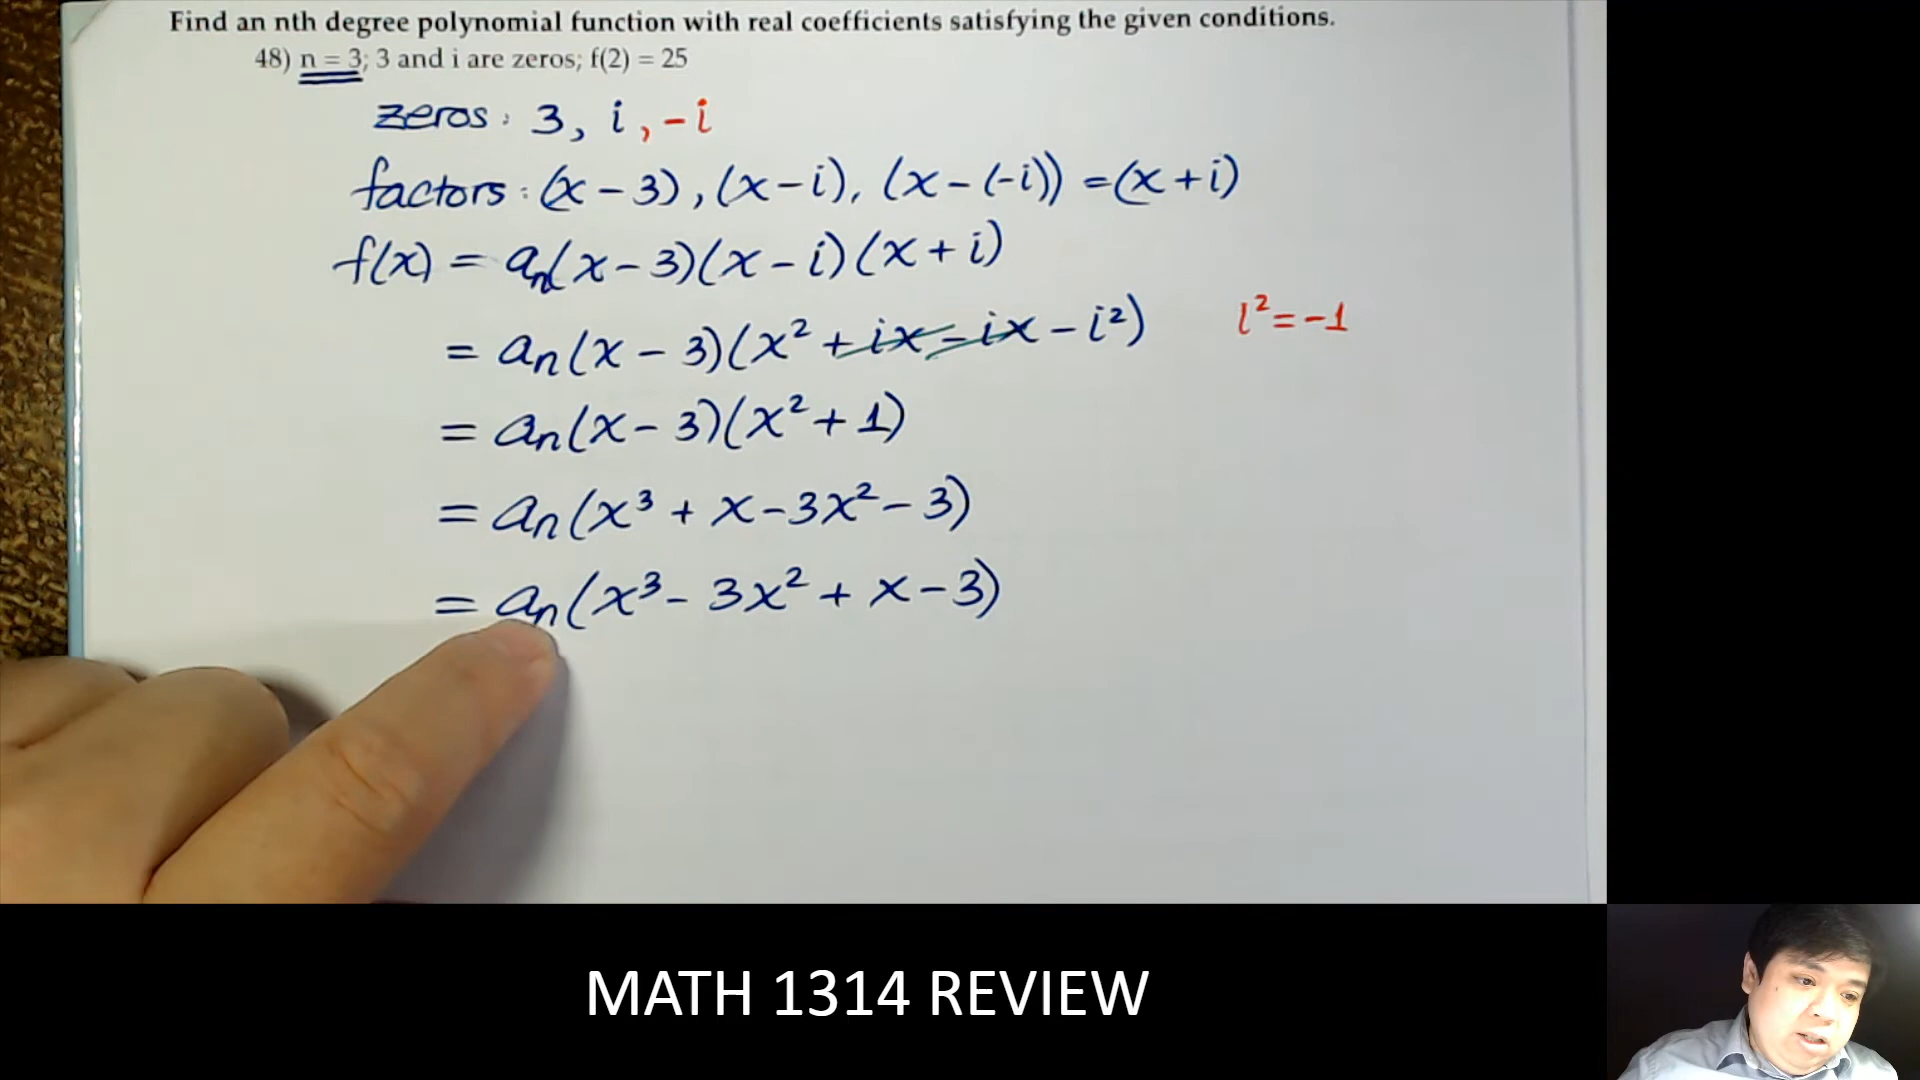 Find an nth degree polynomial function with real coefficients satisfying the given conditions.
48) n = 3; 3 and i are zeros; f(2) = 25
zeros: 3, i, -i
factors: (x - 3), (x - i), (x - (-i)) = (x + i)
f(x) = aₙ(x - 3)(x - i)(x + i)
= aₙ(x - 3)(x² + ix - ix - i²) i² = -1
= aₙ(x - 3)(x² + 1)
= aₙ(x³ + x - 3x² - 3)
= aₙ(x³ - 3x² + x - 3)
MATH 1314 REVIEW